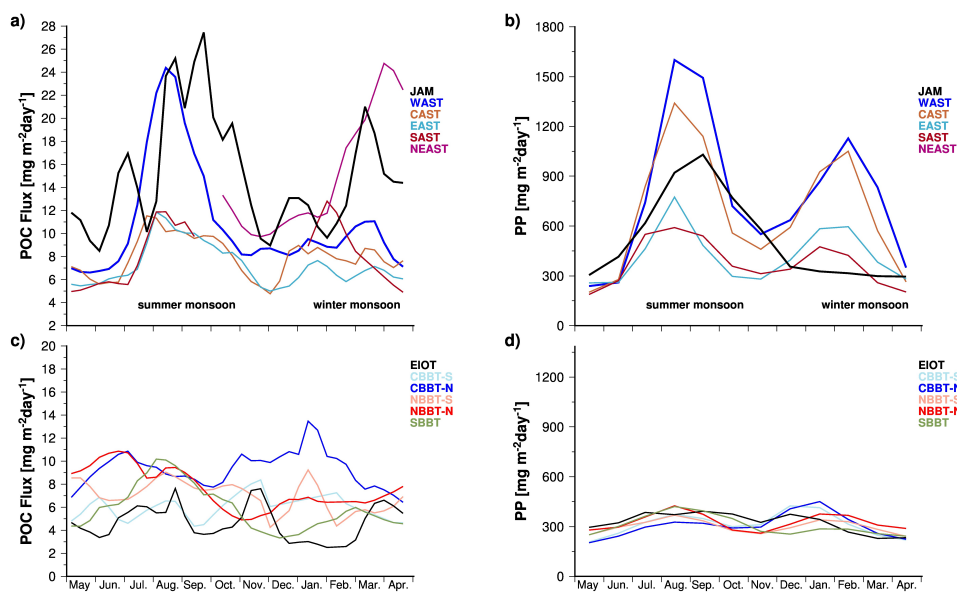 a)
POC Flux [mg m-2day-1]
28
26
24
22
20
18
16
14
12
10
8
6
4
2
JAM
WAST
CAST
EAST
SAST
NEAST
summer monsoon
winter monsoon
b)
PP [mg m-2day-1]
1800
1500
1200
900
600
300
0
JAM
WAST
CAST
EAST
SAST
NEAST
summer monsoon
winter monsoon
c)
POC Flux [mg m-2day-1]
20
18
16
14
12
10
8
6
4
2
0
EIOT
CBBT-S
CBBT-N
NBBT-S
NBBT-N
SBBT
May Jun. Jul. Aug. Sep. Oct. Nov. Dec. Jan. Feb. Mar. Apr.
d)
PP [mg m-2day-1]
1200
900
600
300
0
EIOT
CBBT-S
CBBT-N
NBBT-S
NBBT-N
SBBT
May Jun. Jul. Aug. Sep. Oct. Nov. Dec. Jan. Feb. Mar. Apr.